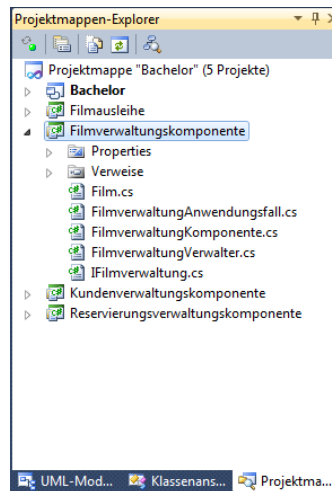 Projektmappen-Explorer
Projektmappe "Bachelor" (5 Projekte)
Bachelor
Filmausleihe
Filmverwaltungskomponente
Properties
Verweise
Film.cs
FilmverwaltungAnwendungsfall.cs
FilmverwaltungKomponente.cs
FilmverwaltungVerwalter.cs
IFilmverwaltung.cs
Kundenverwaltungskomponente
Reservierungsverwaltungskomponente
UML-Mod... Klassenans... Projektma...